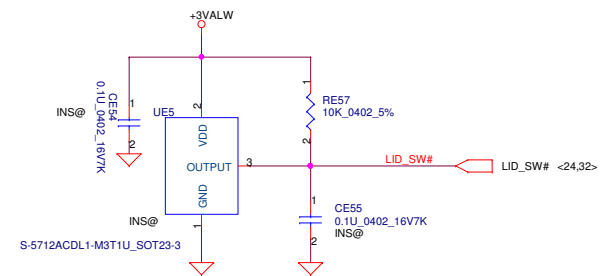 +3VALW
CE54
0.1U_0402_16V7K
INS@
1
2
UE5
2
VDD
OUTPUT
3
GND
1
INS@
S-5712ACDL1-M3T1U_SOT23-3
1
RE57
10K_0402_5%
2
LID_SW#
LID_SW# <24,32>
1
CE55
0.1U_0402_16V7K
INS@
2